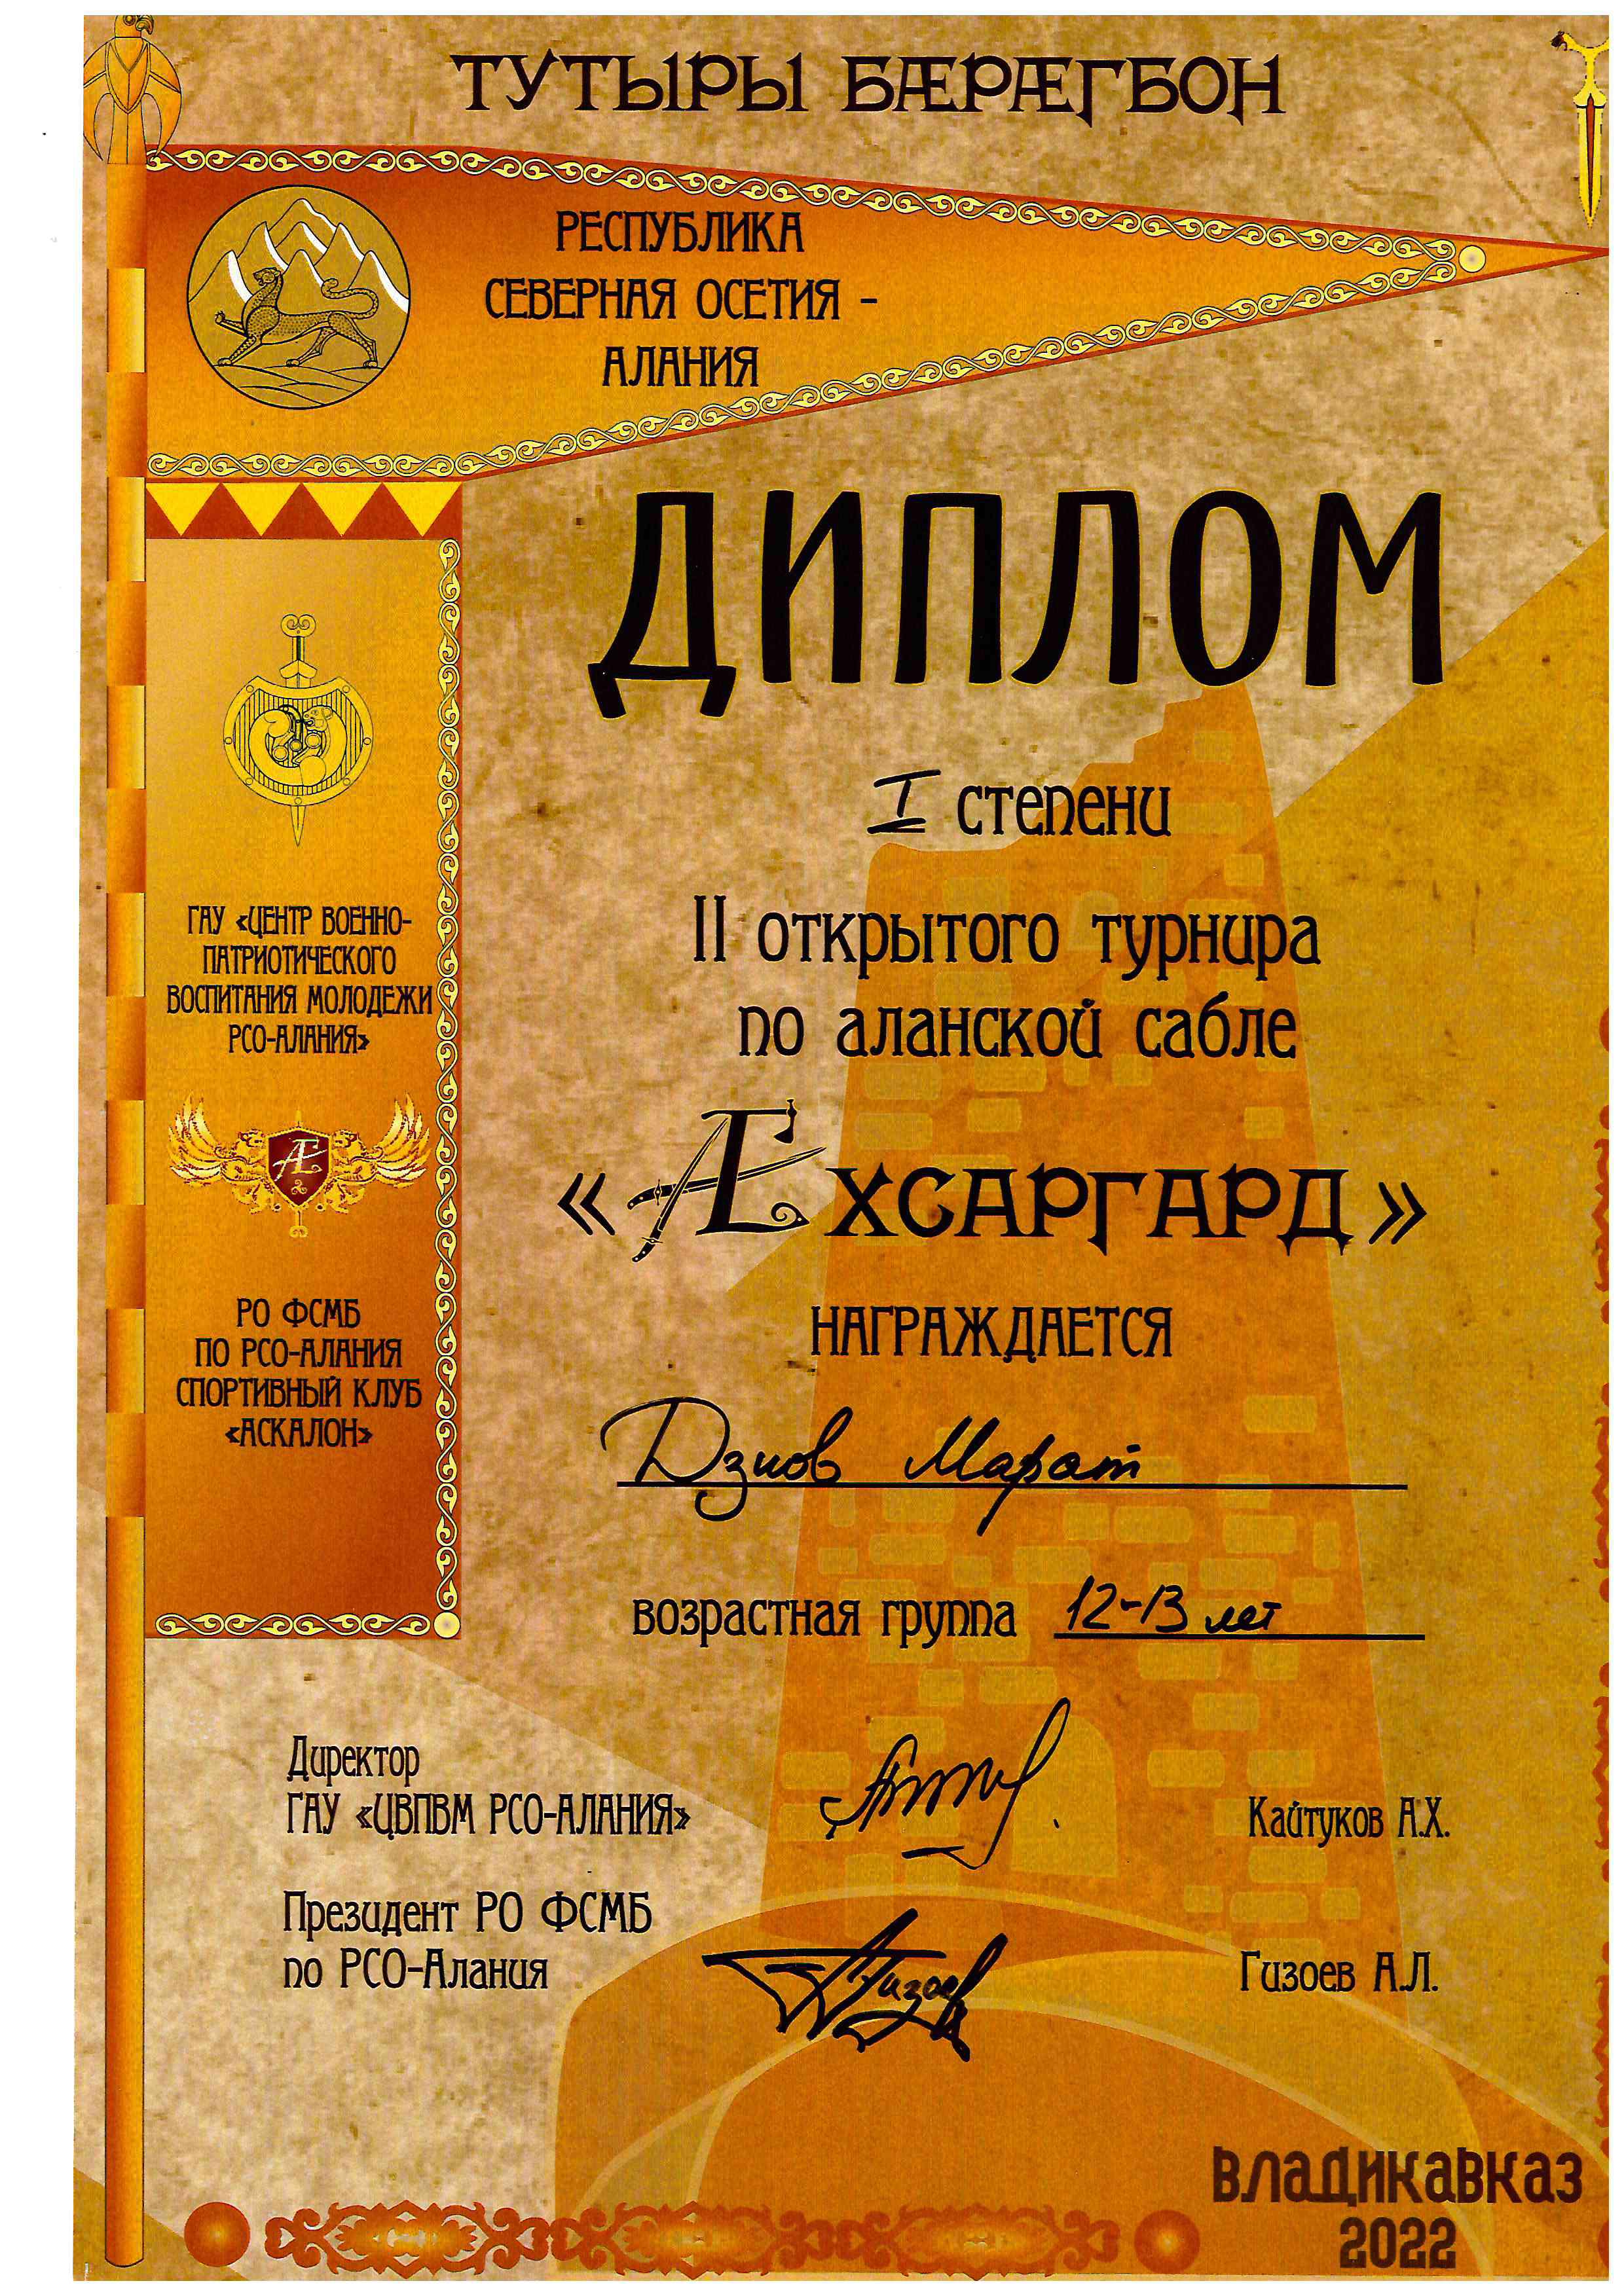 ТУТЫРЫ БÆРÆГБОН
РЕСПУБЛИКА
СЕВЕРНАЯ ОСЕТИЯ -
АЛАНИЯ
ДИПЛОМ
I степени
II открытого турнира
по аланской сабле
«Æхсаргард»
НАГРАЖДАЕТСЯ
Дзиов Марат
возрастная группа 12-13 лет
ГАУ «ЦЕНТР ВОЕННО-
ПАТРИОТИЧЕСКОГО
ВОСПИТАНИЯ МОЛОДЕЖИ
РСО-АЛАНИЯ»
Æ
РО ФСМБ
ПО РСО-АЛАНИЯ
СПОРТИВНЫЙ КЛУБ
«АСКАЛОН»
Директор
ГАУ «ЦВПВМ РСО-АЛАНИЯ»
Кайтуков А.Х.
Президент РО ФСМБ
по РСО-Алания
Гизоев
Гизоев А.Л.
ВЛАДИКАВКАЗ
2022